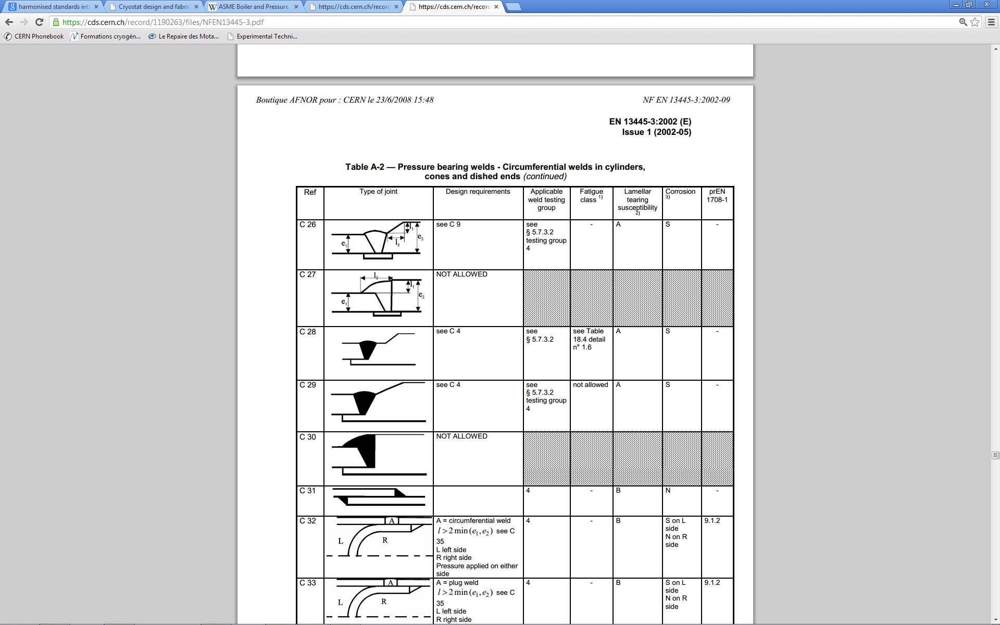 harmonised standards int
Cryostat design and fabric
ASME Boiler and Pressure
https://cds.cern.ch/recor
https://cds.cern.ch/recor
https://cds.cern.ch/record/1190263/files/NFEN13445-3.pdf
CERN Phonebook
Formations cryogén...
Le Repaire des Mota...
Experimental Techni...
Boutique AFNOR pour : CERN le 23/6/2008 15:48
NF EN 13445-3:2002-09
EN 13445-3:2002 (E)
Issue 1 (2002-05)
Table A-2 — Pressure bearing welds - Circumferential welds in cylinders,
cones and dished ends (continued)
Ref
Type of joint
Design requirements
Applicable
weld testing
group
Fatigue
class 1)
Lamellar
tearing
susceptibility
2)
Corrosion
3)
prEN
1708-1
C 26
e1
l2
l1
e2
see C 9
see
§ 5.7.3.2
testing group
4
-
A
S
-
C 27
l2
e1
l1
e2
NOT ALLOWED
C 28
see C 4
see
§ 5.7.3.2
see Table
18.4 detail
n° 1.6
A
S
-
C 29
see C 4
see
§ 5.7.3.2
testing group
4
not allowed
A
S
-
C 30
NOT ALLOWED
C 31
4
-
B
N
-
C 32
A
L
R
A = circumferential weld
l > 2 min (e1, e2) see C
35
L left side
R right side
Pressure applied on either
side
4
-
B
S on L
side
N on R
side
9.1.2
C 33
A
L
R
A = plug weld
l > 2 min (e1, e2) see C
35
L left side
R right side
4
-
B
S on L
side
N on R
side
9.1.2